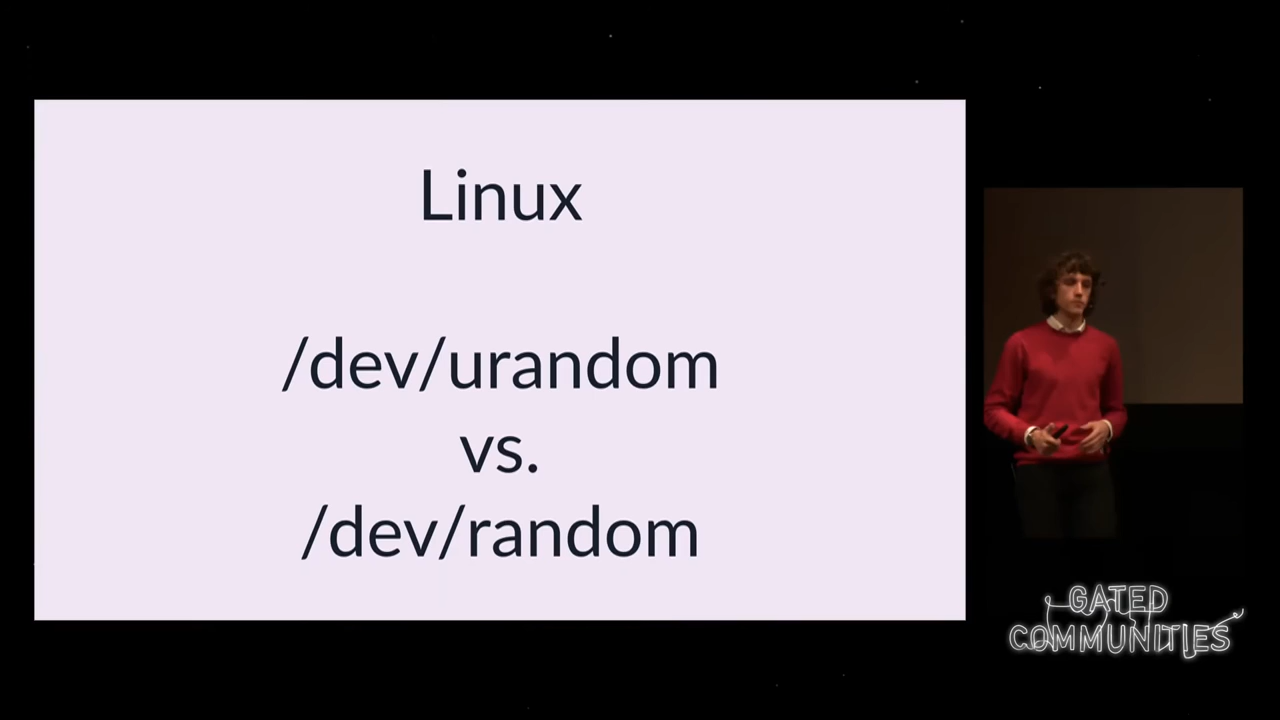 Linux
/dev/urandom
vs.
/dev/random
GATED
COMMUNITIES